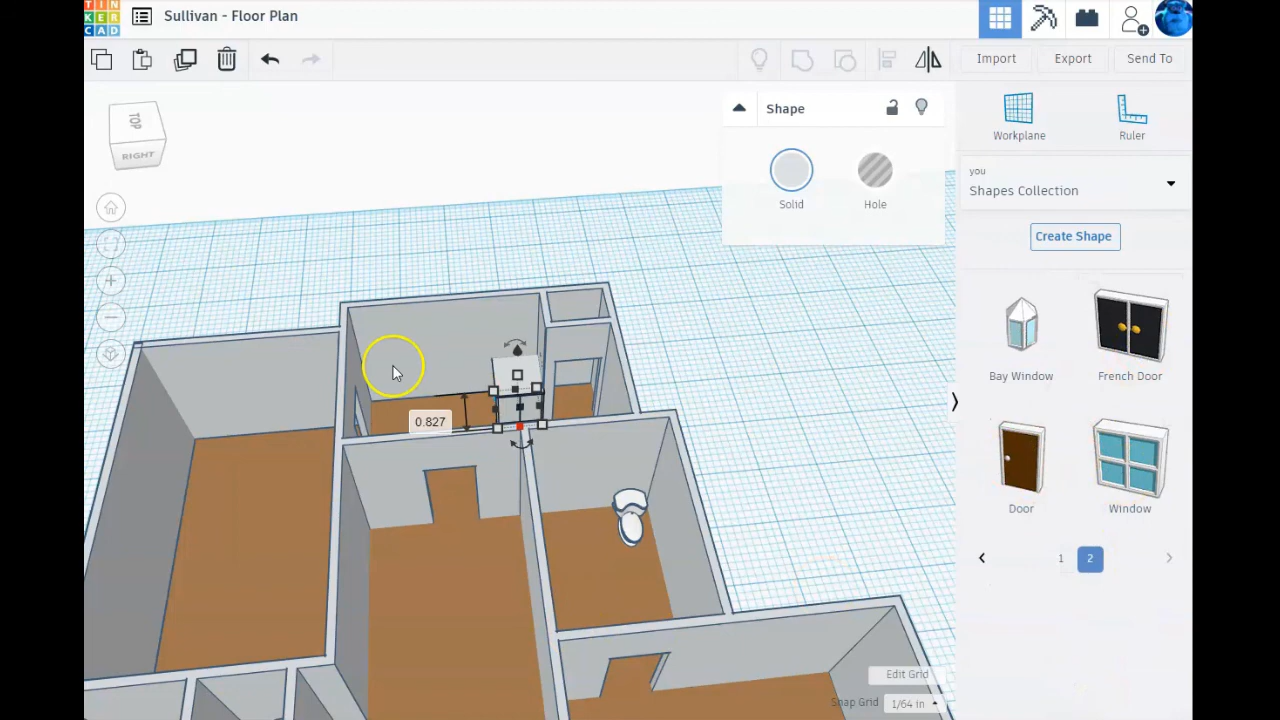 TIN
KER
CAD
Sullivan - Floor Plan
Import
Export
Send To
TOP
RIGHT
Shape
Solid
Hole
Workplane
Ruler
you
Shapes Collection
Create Shape
Bay Window
French Door
Door
Window
1
2
0.827
Edit Grid
Snap Grid
1/64 in